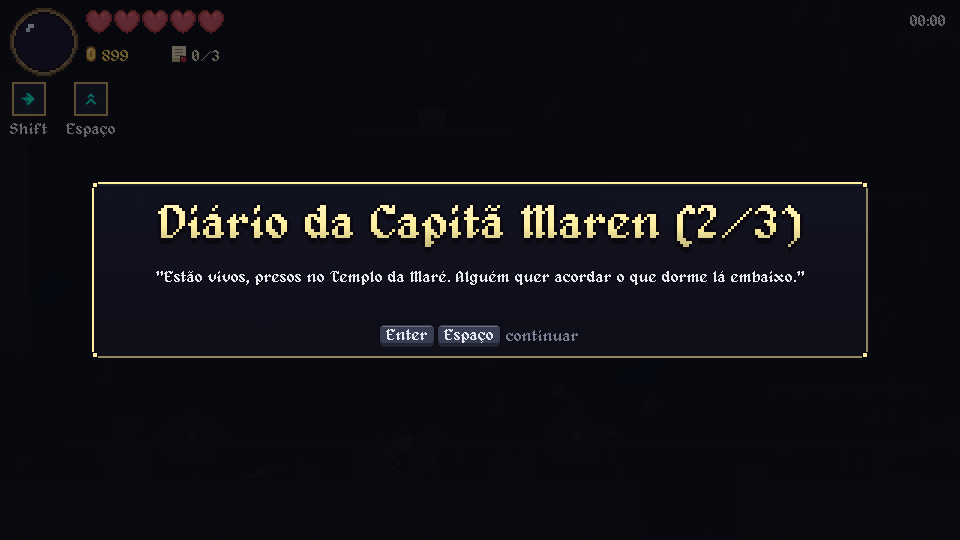 899
0/3
00:00
Shift
Espaço
Diário da Capitã Maren (2/3)
"Estão vivos, presos no Templo da Maré. Alguém quer acordar o que dorme lá embaixo."
Enter Espaço continuar